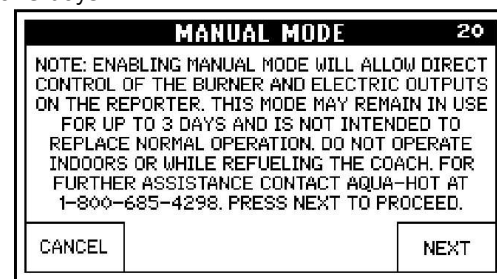 MANUAL MODE 20
NOTE: ENABLING MANUAL MODE WILL ALLOW DIRECT
CONTROL OF THE BURNER AND ELECTRIC OUTPUTS
ON THE REPORTER. THIS MODE MAY REMAIN IN USE
FOR UP TO 3 DAYS AND IS NOT INTENDED TO
REPLACE NORMAL OPERATION. DO NOT OPERATE
INDOORS OR WHILE REFUELING THE COACH. FOR
FURTHER ASSISTANCE CONTACT AQUA-HOT AT
1-800-685-4298. PRESS NEXT TO PROCEED.
CANCEL NEXT